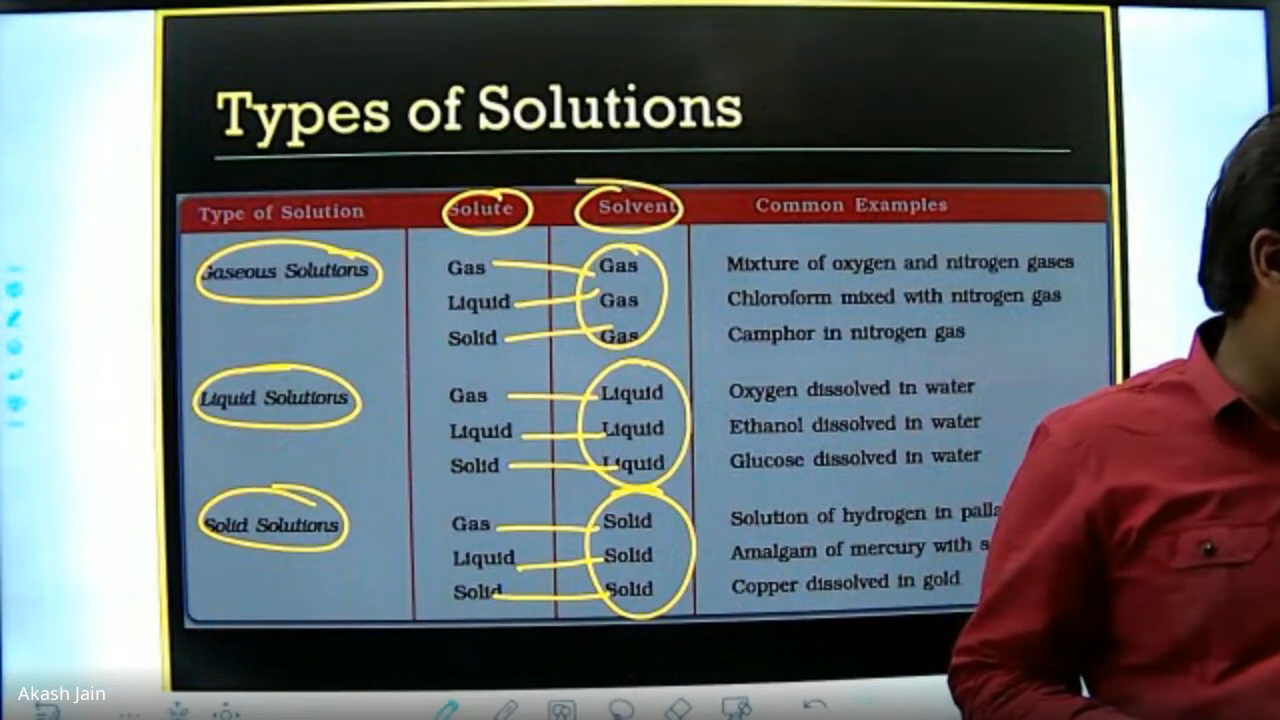 Types of Solutions
Type of Solution Solute Solvent Common Examples
Gaseous Solutions Gas Gas Mixture of oxygen and nitrogen gases
Liquid Gas Chloroform mixed with nitrogen gas
Solid Gas Camphor in nitrogen gas
Liquid Solutions Gas Liquid Oxygen dissolved in water
Liquid Liquid Ethanol dissolved in water
Solid Liquid Glucose dissolved in water
Solid Solutions Gas Solid Solution of hydrogen in
Liquid Solid Amalgam of mercury with
Solid Solid Copper dissolved in gold
Akash Jain